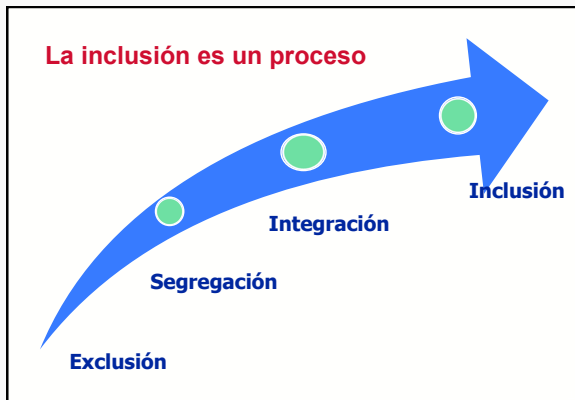 La inclusión es un proceso
Inclusión
Integración
Segregación
Exclusión